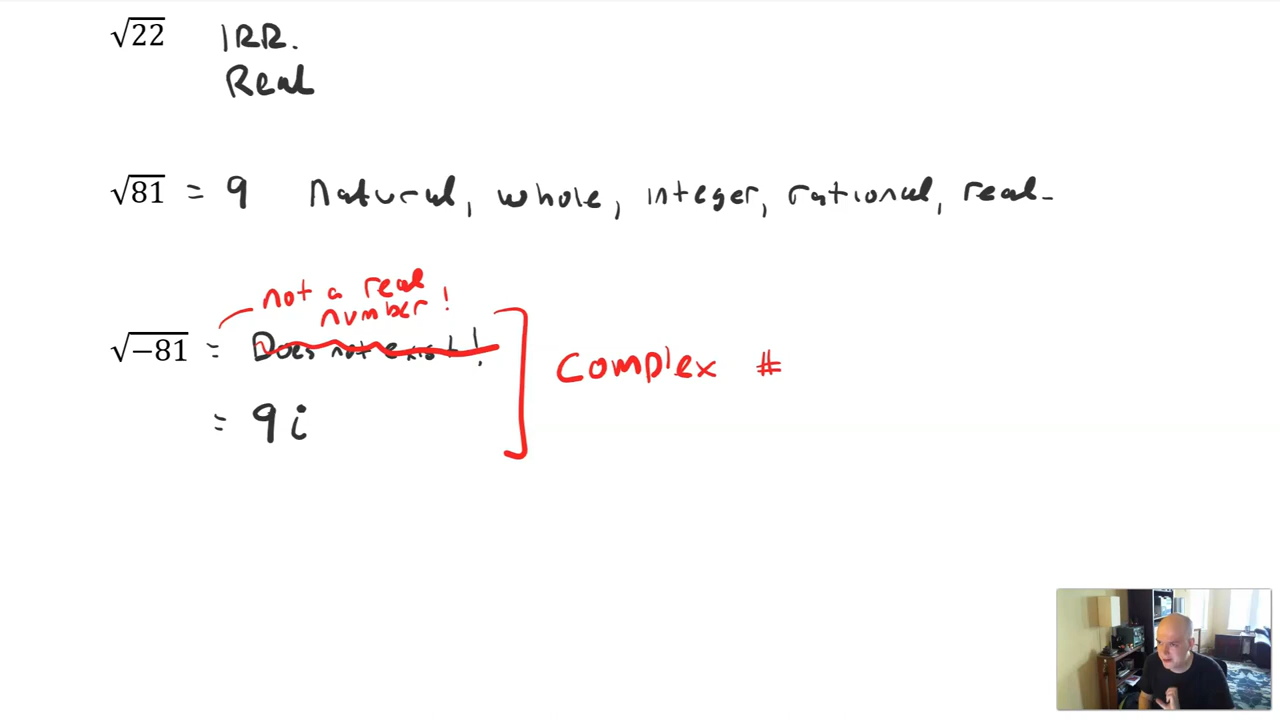 √22 IRR.
Real
√81 = 9 natural, whole, integer, rational, real.
not a real
number!
√−81 = Does not exist!
Complex #
= 9i